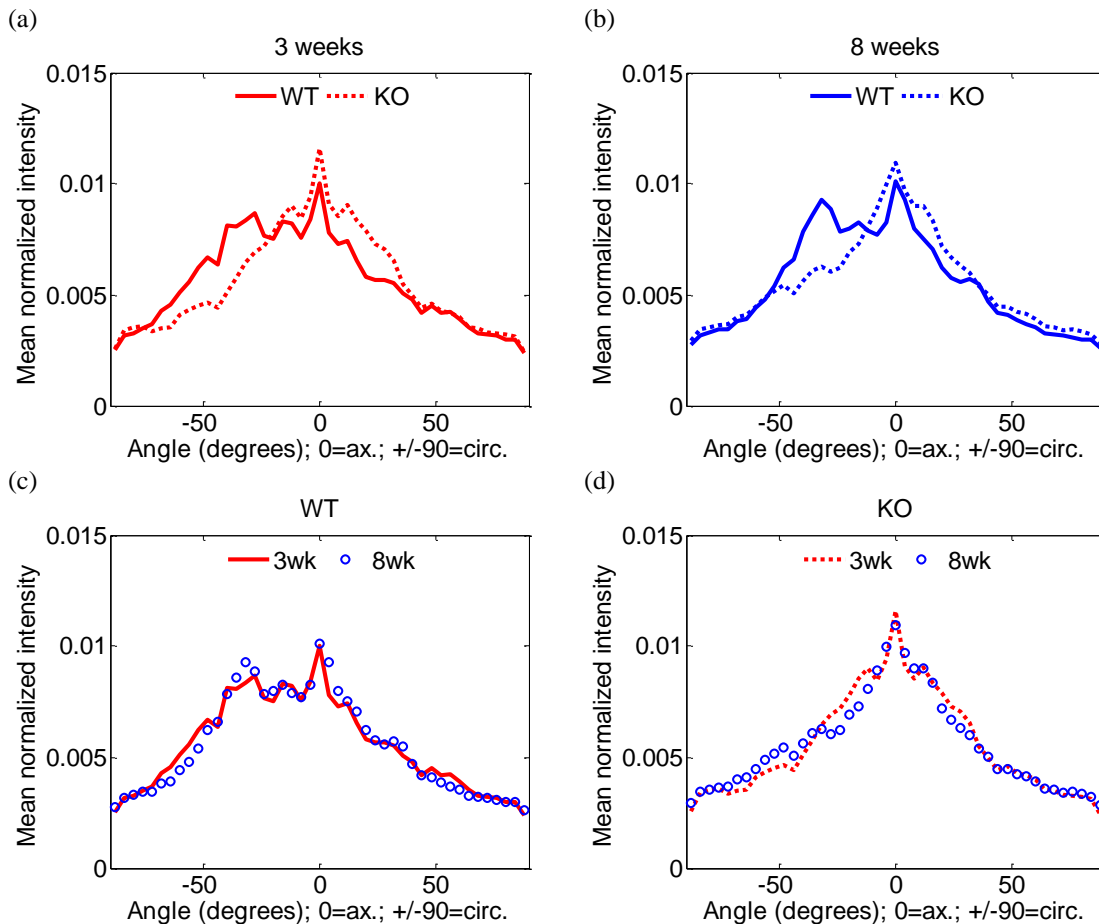 (a)
3 weeks
0.015
WT KO
0.01
0.005
0
Mean normalized intensity
-50 0 50
Angle (degrees); 0=ax.; +/-90=circ.
(b)
8 weeks
0.015
WT KO
0.01
0.005
0
Mean normalized intensity
-50 0 50
Angle (degrees); 0=ax.; +/-90=circ.
(c)
WT
0.015
3wk 8wk
0.01
0.005
0
Mean normalized intensity
-50 0 50
Angle (degrees); 0=ax.; +/-90=circ.
(d)
KO
0.015
3wk 8wk
0.01
0.005
0
Mean normalized intensity
-50 0 50
Angle (degrees); 0=ax.; +/-90=circ.